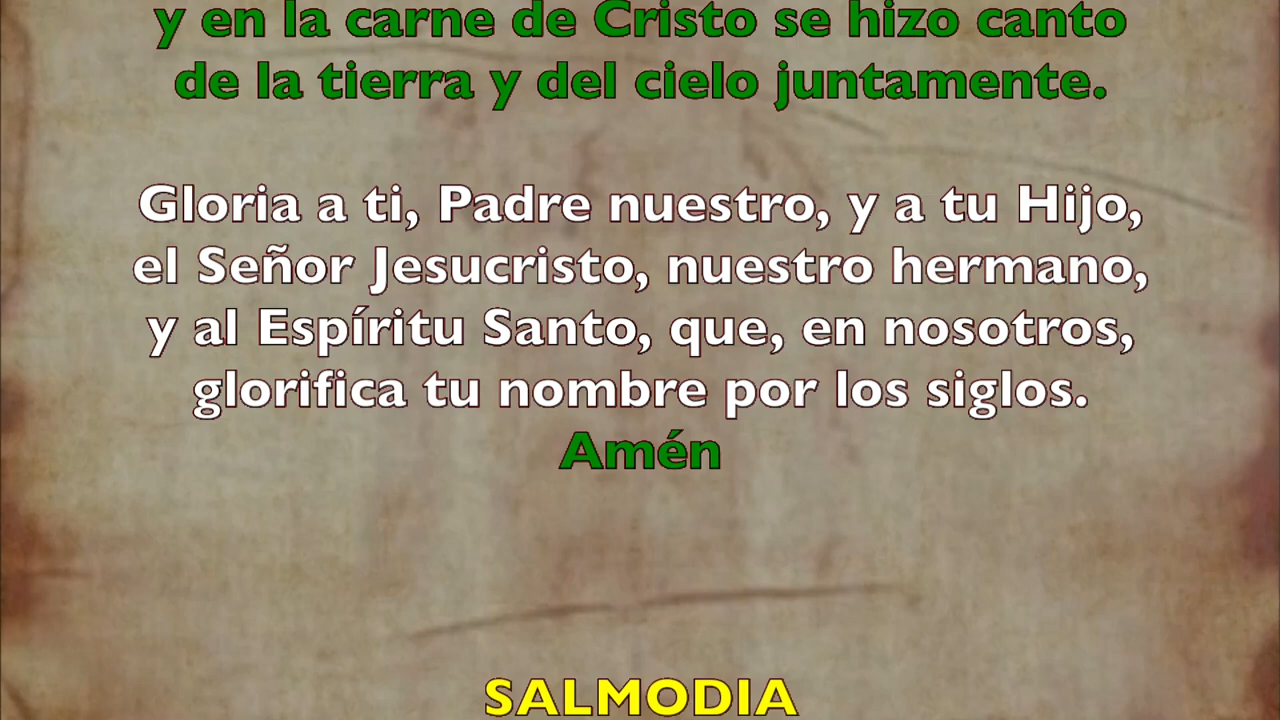 y en la carne de Cristo se hizo canto
de la tierra y del cielo juntamente.
Gloria a ti, Padre nuestro, y a tu Hijo,
el Señor Jesucristo, nuestro hermano,
y al Espíritu Santo, que, en nosotros,
glorifica tu nombre por los siglos.
Amén
SALMODIA